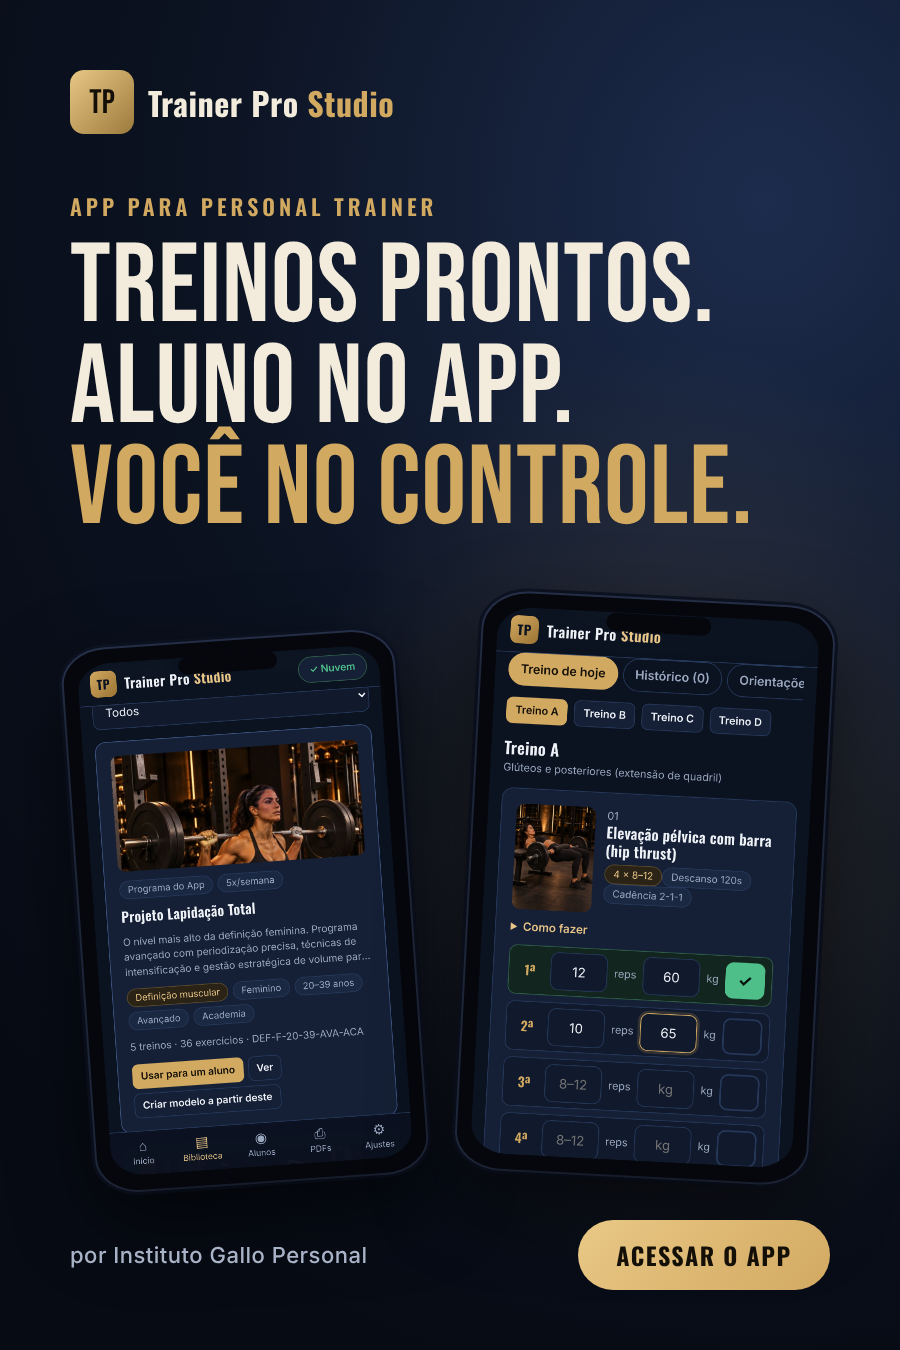 TP Trainer Pro Studio
APP PARA PERSONAL TRAINER
TREINOS PRONTOS.
ALUNO NO APP.
VOCÊ NO CONTROLE.
TP Trainer Pro Studio
✓ Nuvem
Todos
Programa do App
5x/semana
Projeto Lapidação Total
O nível mais alto da definição feminina. Programa
avançado com periodização precisa, técnicas de
intensificação e gestão estratégica de volume par...
Definição muscular
Feminino
20–39 anos
Avançado
Academia
5 treinos · 36 exercícios · DEF-F-20-39-AVA-ACA
Usar para um aluno
Ver
Criar modelo a partir deste
Início
Biblioteca
Alunos
PDFs
Ajustes
TP Trainer Pro Studio
Treino de hoje
Histórico (0)
Orientaçõe
Treino A
Treino B
Treino C
Treino D
Treino A
Glúteos e posteriores (extensão de quadril)
01
Elevação pélvica com barra
(hip thrust)
4 × 8–12
Descanso 120s
Cadência 2-1-1
Como fazer
1ª 12 reps 60 kg ✓
2ª 10 reps 65 kg
3ª 8–12 reps kg kg
4ª 8–12 reps kg kg
por Instituto Gallo Personal
ACESSAR O APP